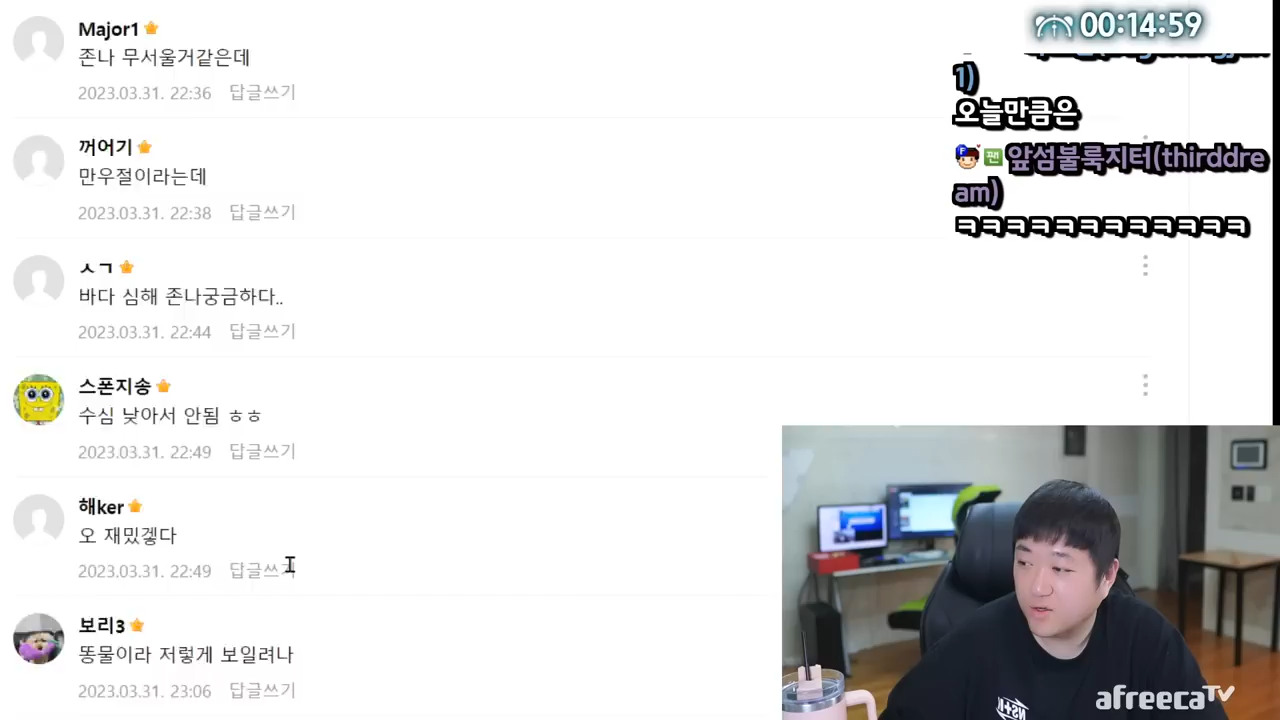 Major1
존나 무서울거같은데
2023.03.31. 22:36 답글쓰기
꺼어기
만우절이라는데
2023.03.31. 22:38 답글쓰기
ㅅㄱ
바다 심해 존나궁금하다..
2023.03.31. 22:44 답글쓰기
스폰지송
수심 낮아서 안됨 ㅎㅎ
2023.03.31. 22:49 답글쓰기
해ker
오 재밌겧다
2023.03.31. 22:49 답글쓰기
보리3
똥물이라 저렇게 보일려나
2023.03.31. 23:06 답글쓰기
00:14:59
1)
오늘만큼은
F 팬 앞섬불룩지터(thirddre
am)
ㅋㅋㅋㅋㅋㅋㅋㅋㅋㅋㅋㅋ
afreecaTV